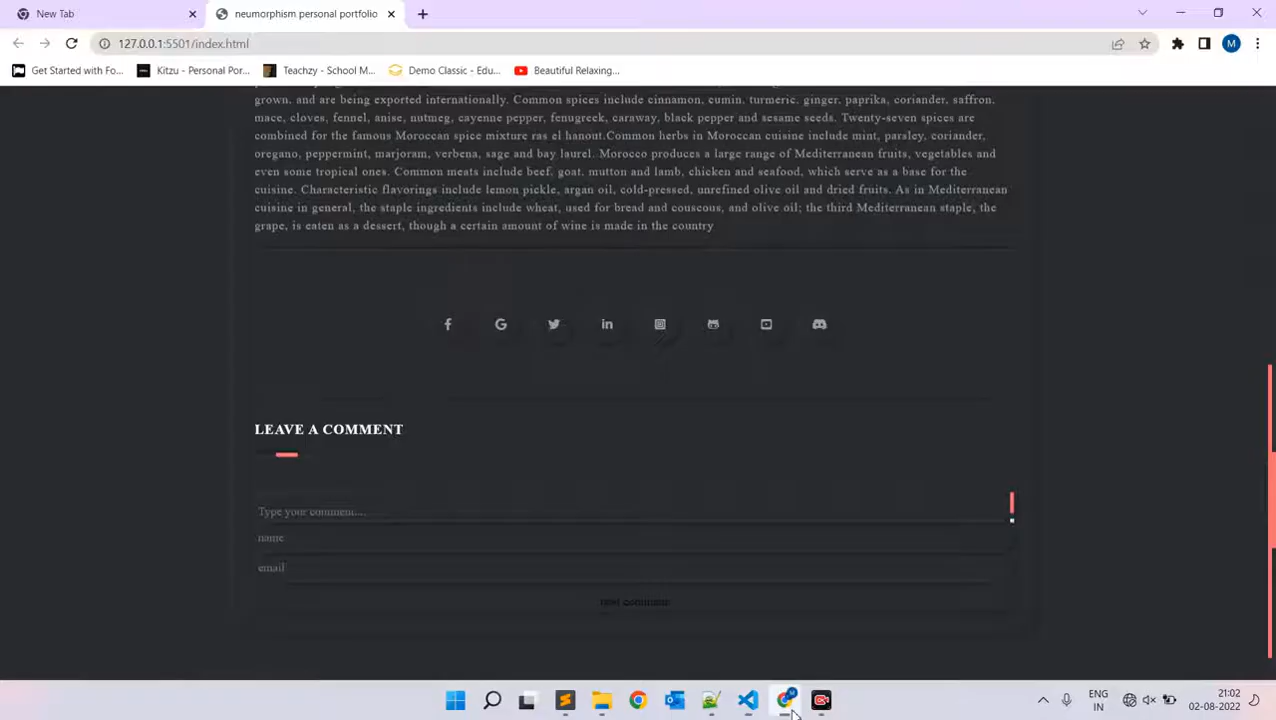 New Tab
neumorphism personal portfolio
127.0.0.1:5501/index.html
M
Get Started with Fo...
Kitzu - Personal Por...
Teachzy - School M...
Demo Classic - Edu...
Beautiful Relaxing...
grown. and are being exported internationally. Common spices include cinnamon, cumin. turmeric. ginger, paprika, coriander, saffron.
mace, cloves, fennel, anise, nutmeg, cayenne pepper, fenugreek, caraway, black pepper and sesame seeds. Twenty-seven spices are
combined for the famous Moroccan spice mixture ras el hanout.Common herbs in Moroccan cuisine include mint, parsley, coriander,
oregano, peppermint, marjoram, verbena, sage and bay laurel. Morocco produces a large range of Mediterranean fruits, vegetables and
even some tropical ones. Common meats include beef, goat, mutton and lamb, chicken and seafood, which serve as a base for the
cuisine. Characteristic flavorings include lemon pickle, argan oil, cold-pressed, unrefined olive oil and dried fruits. As in Mediterranean
cuisine in general, the staple ingredients include wheat, used for bread and couscous, and olive oil; the third Mediterranean staple, the
grape, is eaten as a dessert, though a certain amount of wine is made in the country
LEAVE A COMMENT
Type your comment....
name
email
post comment
ENG
IN
21:02
02-08-2022